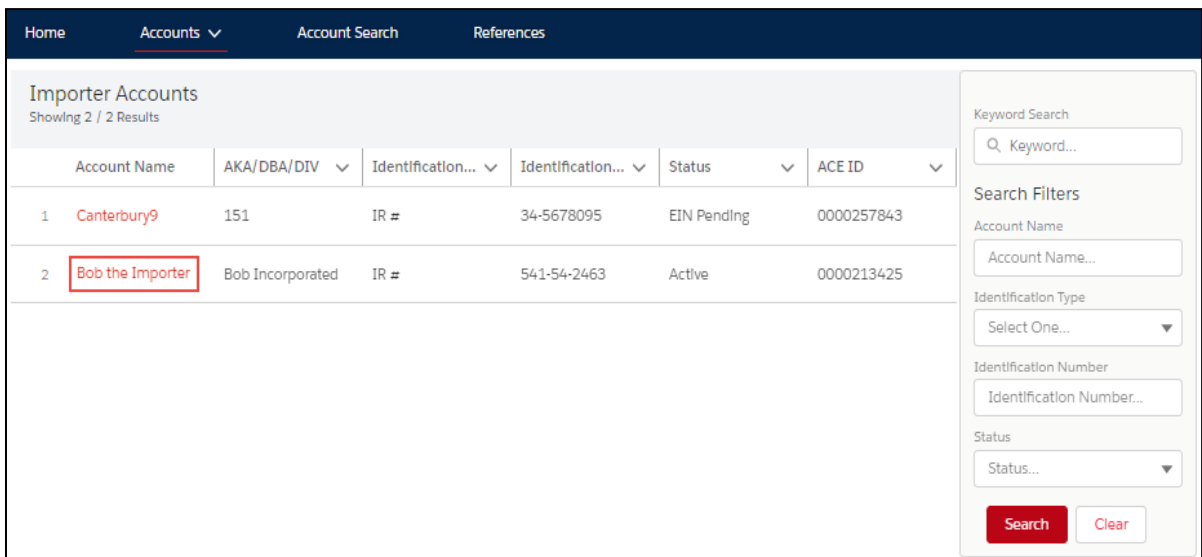 Home Accounts Account Search References
Importer Accounts
Showing 2 / 2 Results
Account Name AKA/DBA/DIV Identification... Identification... Status ACE ID
1 Canterbury9 151 IR # 34-5678095 EIN Pending 0000257843
2 Bob the Importer Bob Incorporated IR # 541-54-2463 Active 0000213425
Keyword Search
Keyword...
Search Filters
Account Name
Account Name...
Identification Type
Select One...
Identification Number
Identification Number...
Status
Status...
Search Clear